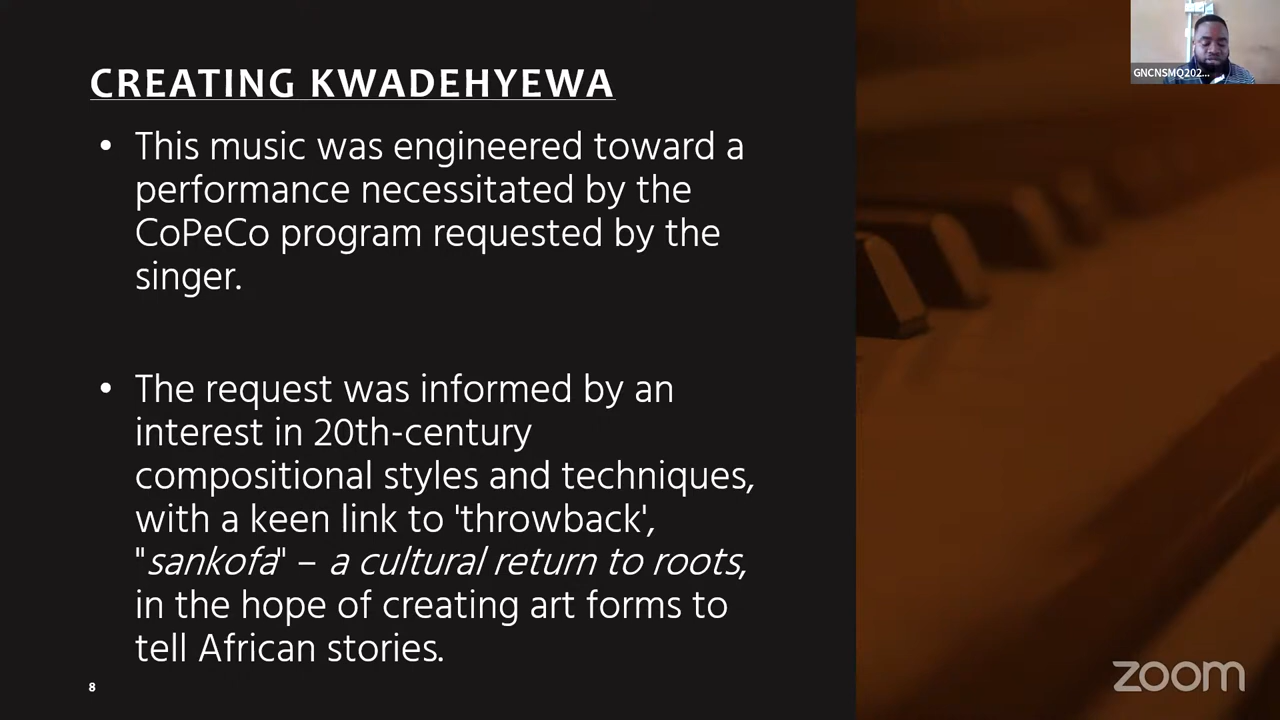 CREATING KWADEHYEWA
• This music was engineered toward a
performance necessitated by the
CoPeCo program requested by the
singer.
• The request was informed by an
interest in 20th-century
compositional styles and techniques,
with a keen link to 'throwback',
"sankofa" – a cultural return to roots,
in the hope of creating art forms to
tell African stories.
8
GNCNSMQ202...
zoom